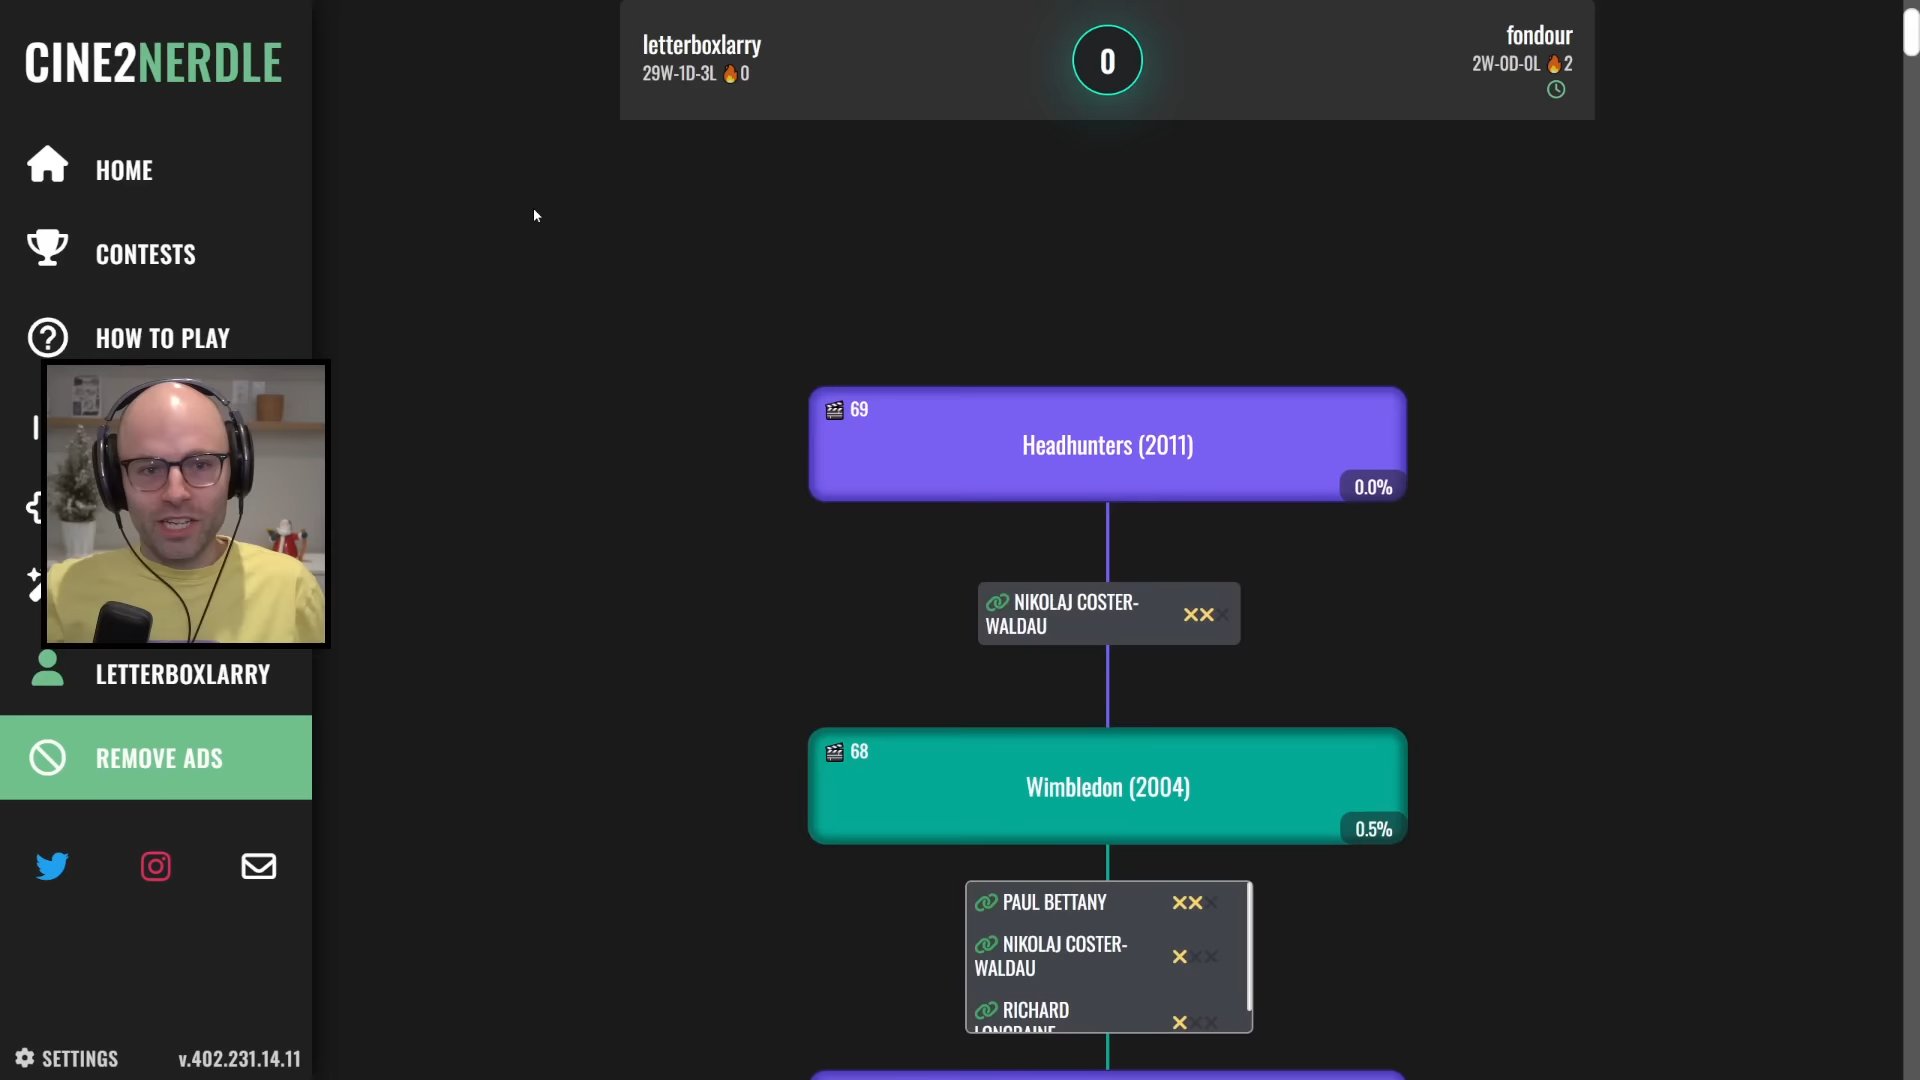 CINE2NERDLE
HOME
CONTESTS
HOW TO PLAY
LETTERBOXLARRY
REMOVE ADS
SETTINGS
v.402.231.14.11
letterboxlarry
29W-1D-3L 🔥0
0
fondour
2W-0D-0L 🔥2
69
Headhunters (2011)
0.0%
NIKOLAJ COSTER-
WALDAU
68
Wimbledon (2004)
0.5%
PAUL BETTANY
NIKOLAJ COSTER-
WALDAU
RICHARD